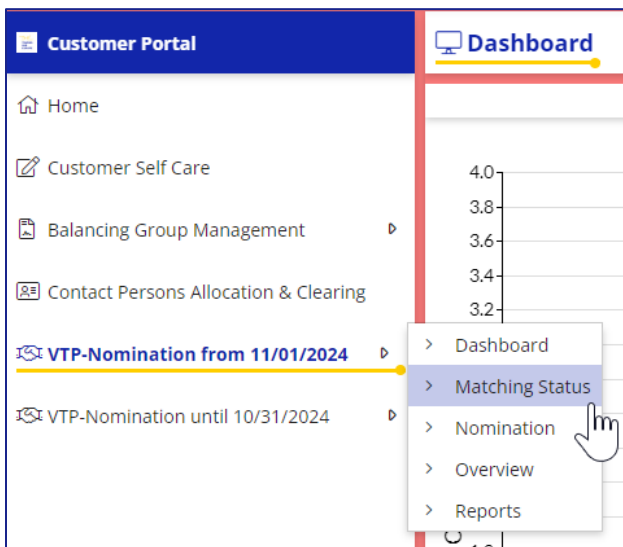 Customer Portal
Dashboard
Home
Customer Self Care
Balancing Group Management
Contact Persons Allocation & Clearing
VTP-Nomination from 11/01/2024
VTP-Nomination until 10/31/2024
4.0
3.8
3.6
3.4
3.2
Dashboard
Matching Status
Nomination
Overview
Reports